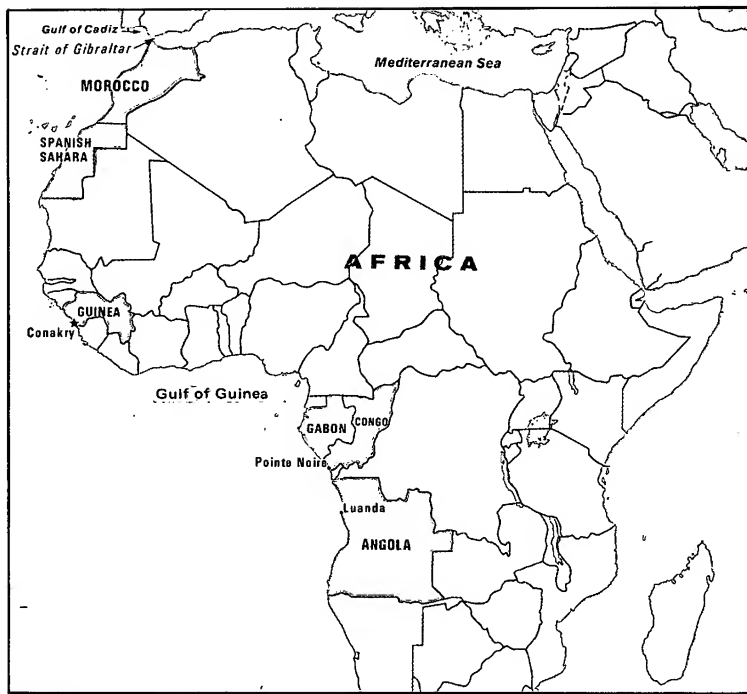 Gulf of Cadiz
Strait of Gibraltar
Mediterranean Sea
MOROCCO
SPANISH
SAHARA
AFRICA
GUINEA
Conakry
Gulf of Guinea
GABON
CONGO
Pointe Noire
Luanda
ANGOLA